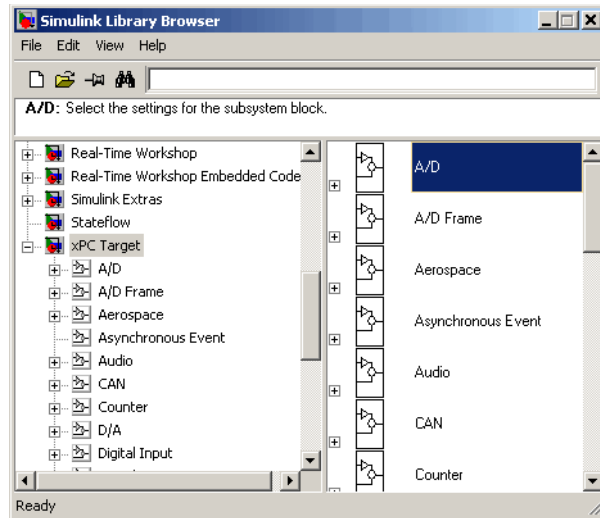 Simulink Library Browser
File Edit View Help
A/D: Select the settings for the subsystem block.
Real-Time Workshop
Real-Time Workshop Embedded Code
Simulink Extras
Stateflow
xPC Target
A/D
A/D Frame
Aerospace
Asynchronous Event
Audio
CAN
Counter
D/A
Digital Input
A/D
A/D Frame
Aerospace
Asynchronous Event
Audio
CAN
Counter
Ready